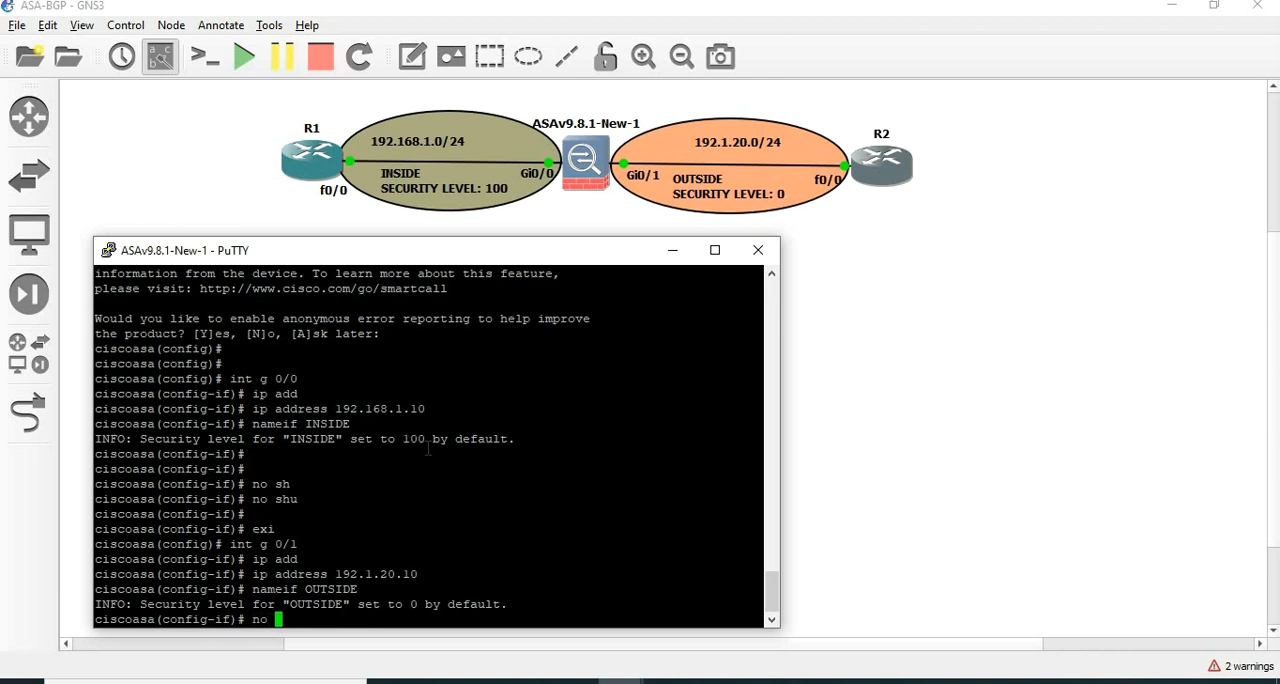 ASA-BGP - GNS3
File Edit View Control Node Annotate Tools Help
ASAv9.8.1-New-1
R1
R2
192.168.1.0/24
192.1.20.0/24
INSIDE
SECURITY LEVEL: 100
Gi0/0
f0/0
Gi0/1
OUTSIDE
SECURITY LEVEL: 0
f0/0
ASAv9.8.1-New-1 - PuTTY
information from the device. To learn more about this feature,
please visit: http://www.cisco.com/go/smartcall
Would you like to enable anonymous error reporting to help improve
the product? [Y]es, [N]o, [A]sk later:
ciscoasa(config)#
ciscoasa(config)#
ciscoasa(config)# int g 0/0
ciscoasa(config-if)# ip add
ciscoasa(config-if)# ip address 192.168.1.10
ciscoasa(config-if)# nameif INSIDE
INFO: Security level for "INSIDE" set to 100 by default.
ciscoasa(config-if)#
ciscoasa(config-if)#
ciscoasa(config-if)# no sh
ciscoasa(config-if)# no shu
ciscoasa(config-if)#
ciscoasa(config-if)# exi
ciscoasa(config)# int g 0/1
ciscoasa(config-if)# ip add
ciscoasa(config-if)# ip address 192.1.20.10
ciscoasa(config-if)# nameif OUTSIDE
INFO: Security level for "OUTSIDE" set to 0 by default.
ciscoasa(config-if)# no
2 warnings